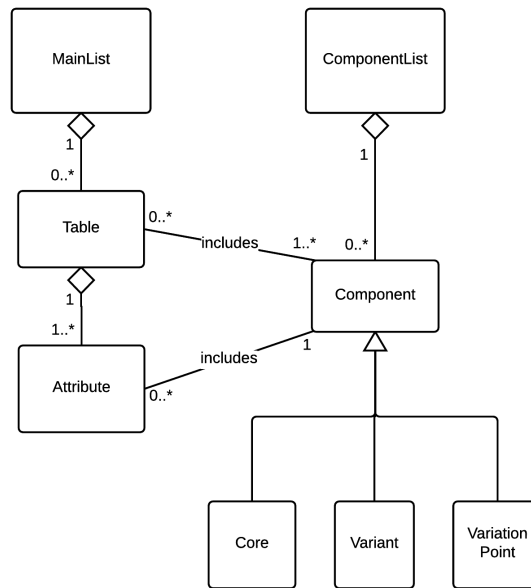 MainList
ComponentList
1
1
0..*
0..*
Table
0..*
includes
1..*
Component
1
1..*
includes
1
Attribute
0..*
Core
Variant
Variation
Point